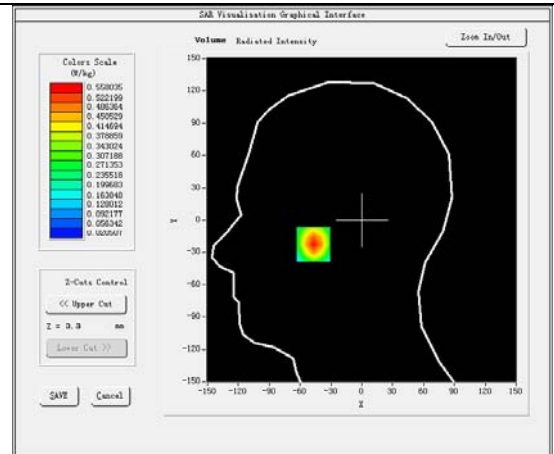 SAR Visualisation Graphical Interface
Volume Radiated Intensity
Zoom In/Out
Colors Scale
(W/kg)
0.558035
0.522199
0.486364
0.450529
0.414694
0.378859
0.343024
0.307188
0.271353
0.235518
0.199683
0.163848
0.128012
0.092177
0.056342
0.020507
Z-Cuts Control
<< Upper Cut
Z = 3.3 mm
Lower Cut >>
SAVE Cancel
150
120
90
60
30
0
-30
-60
-90
-120
-150
Y
-150 -120 -90 -60 -30 0 30 60 90 120 150
X